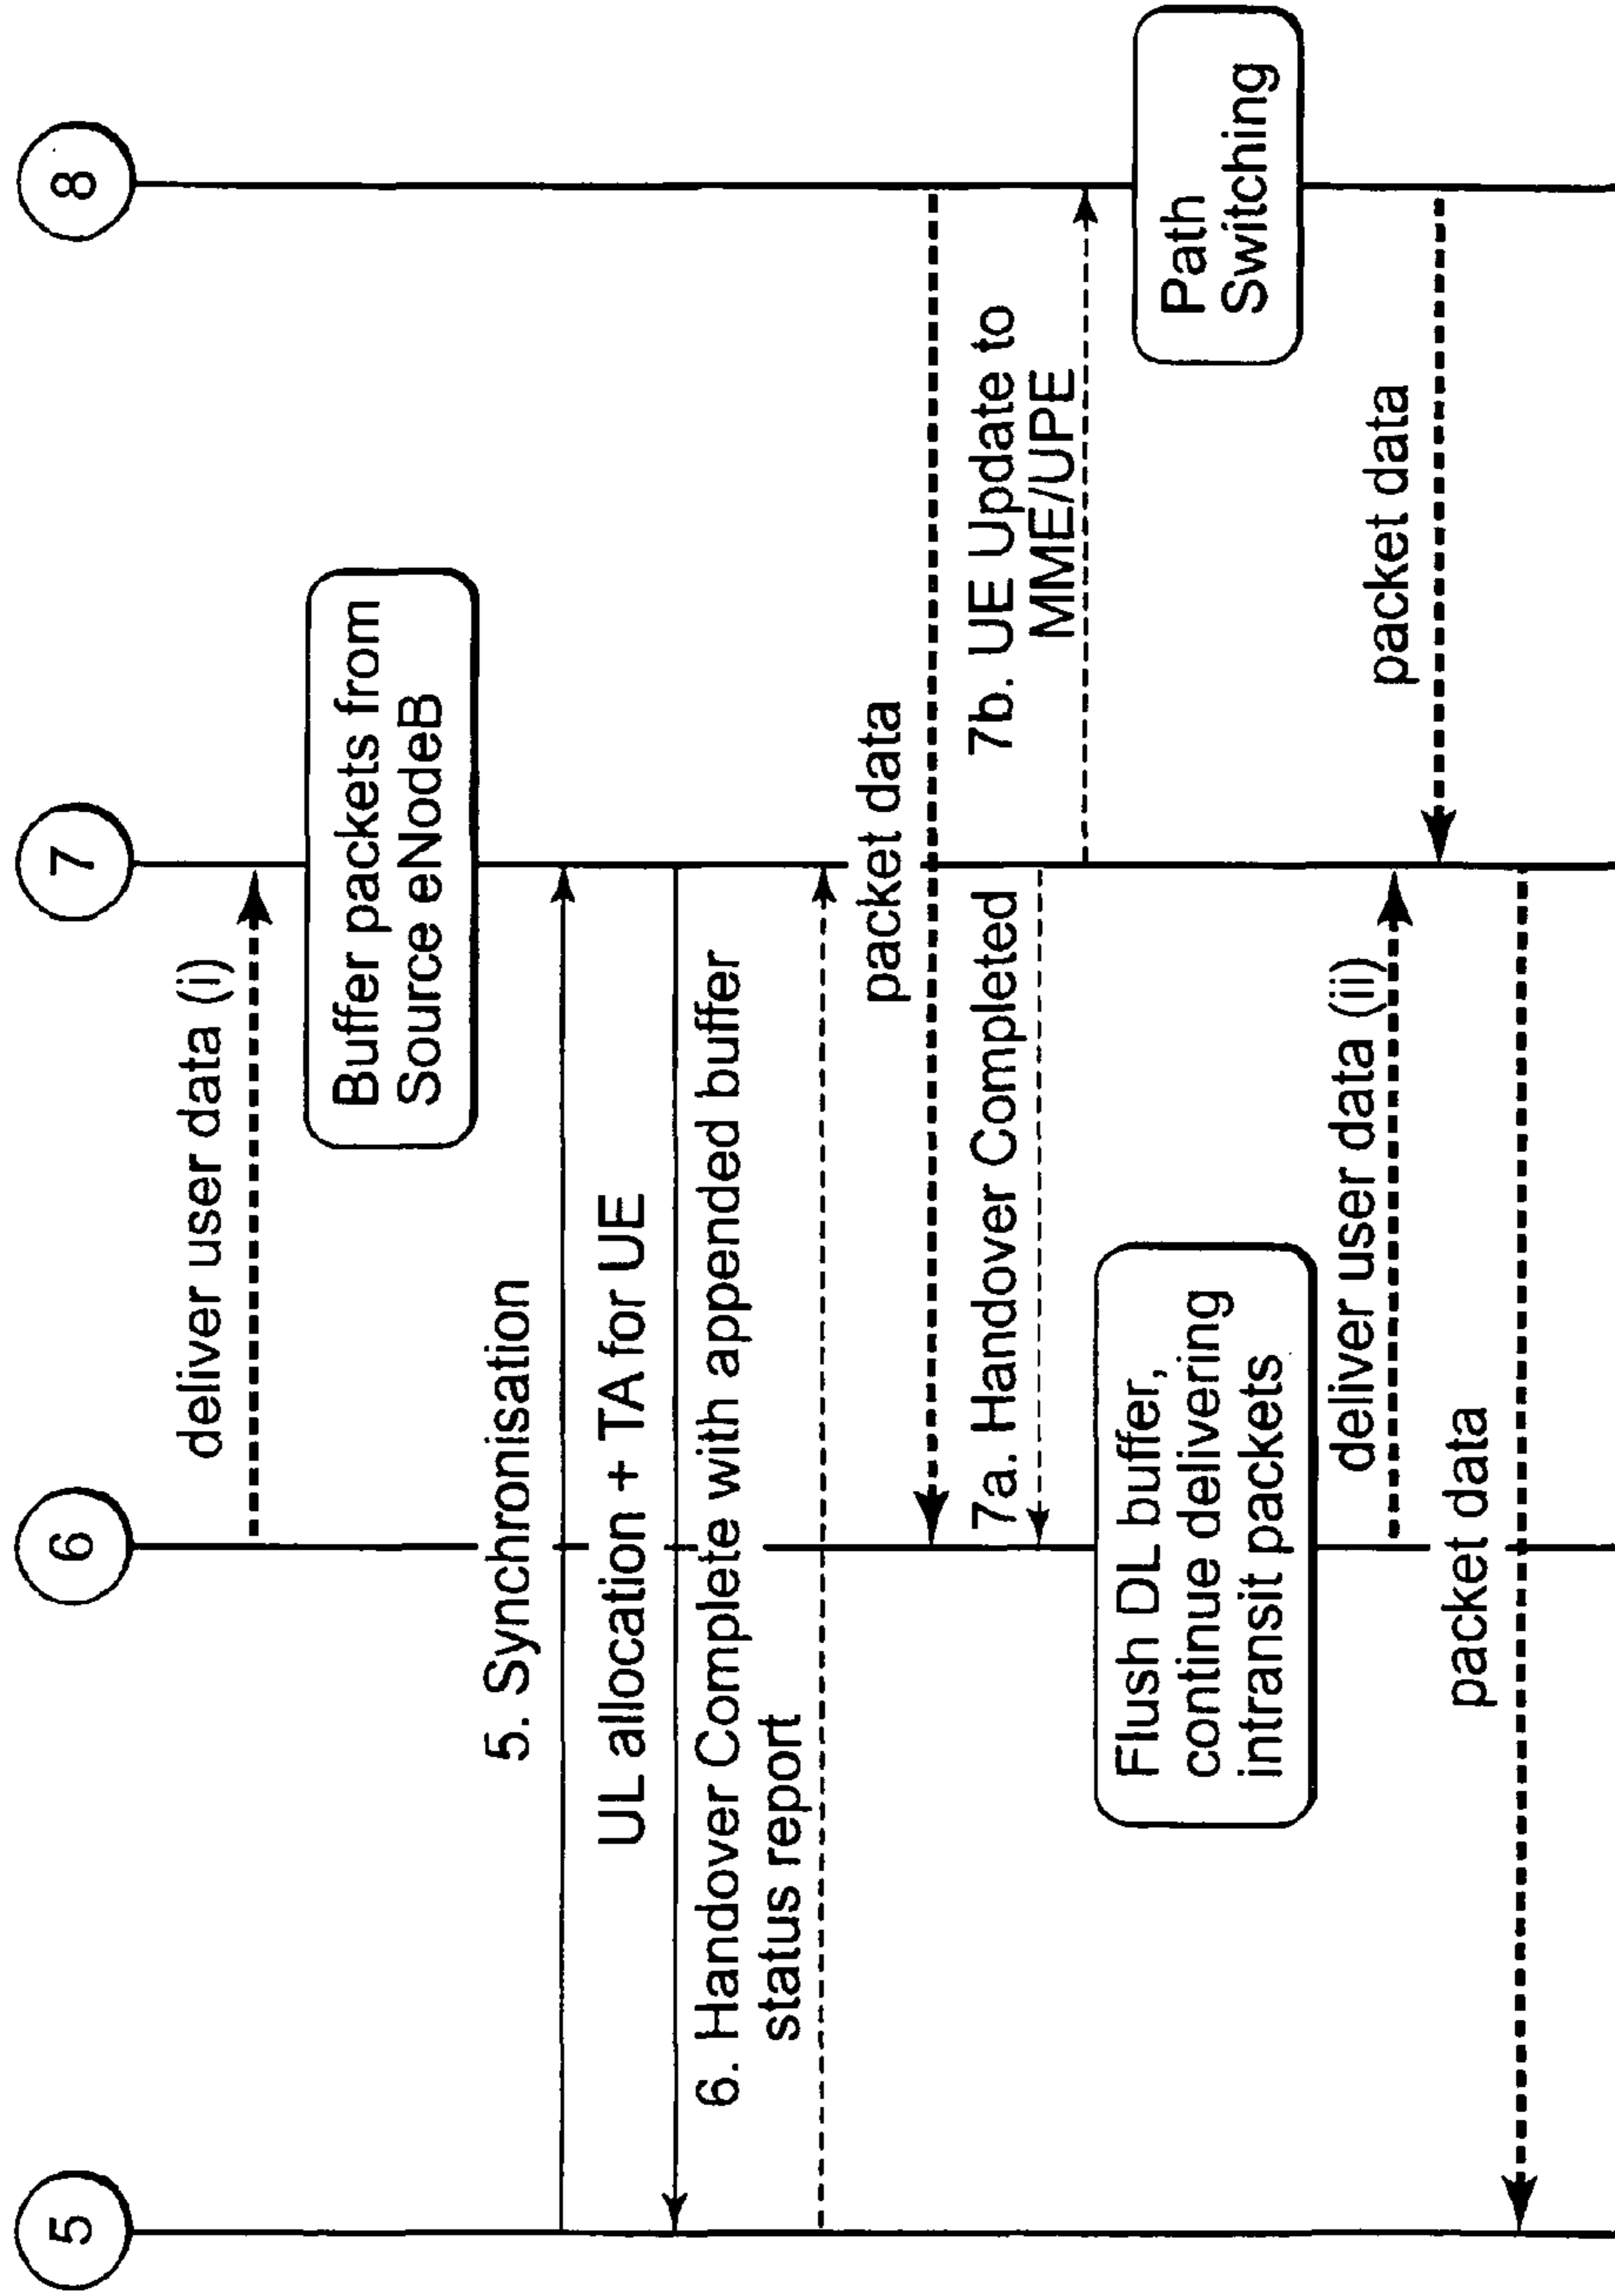 5
6
7
8
deliver user data (i)
Buffer packets from
Source eNodeB
5. Synchronisation
UL allocation + TA for UE
6. Handover Complete with appended buffer
status report
packet data
7a. Handover Completed
7b. UE Update to
MME/UPE
Flush DL buffer,
continue delivering
intransit packets
Path
Switching
deliver user data (ii)
packet data
packet data